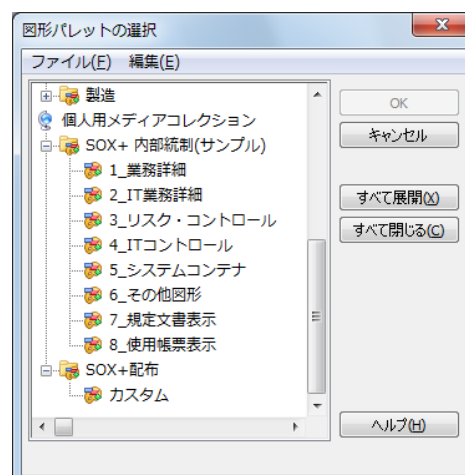 図形パレットの選択
ファイル(F) 編集(E)
製造
個人用メディアコレクション
SOX+ 内部統制(サンプル)
1_業務詳細
2_IT業務詳細
3_リスク・コントロール
4_ITコントロール
5_システムコンテナ
6_その他図形
7_規定文書表示
8_使用帳票表示
SOX+配布
カスタム
OK
キャンセル
すべて展開(X)
すべて閉じる(C)
ヘルプ(H)